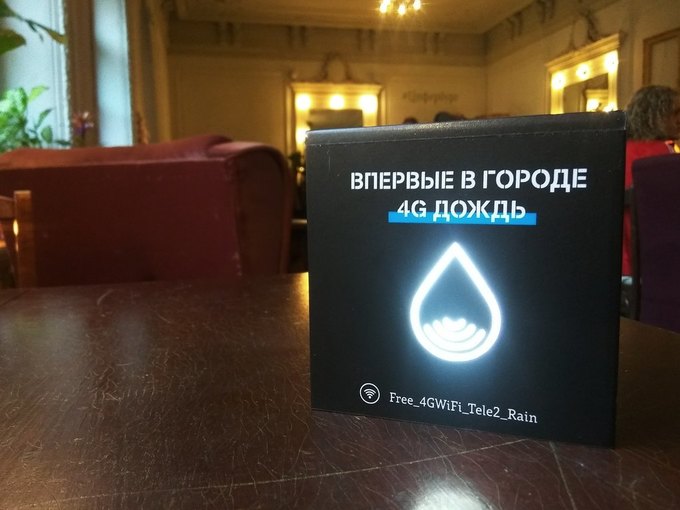 ВПЕРВЫЕ В ГОРОДЕ
4G ДОЖДЬ
Free_4GWiFi_Tele2_Rain